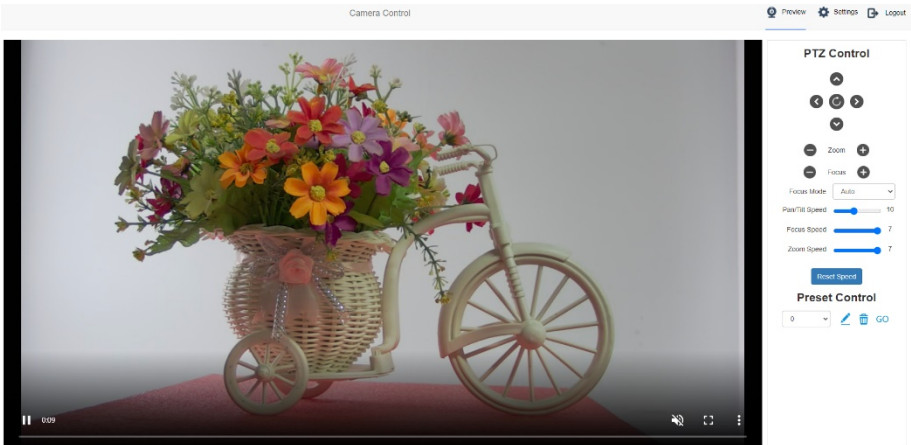 Camera Control
Preview Settings Logout
PTZ Control
Zoom
Focus
Focus Mode Auto
Pan/Tilt Speed 10
Focus Speed 7
Zoom Speed 7
Reset Speed
Preset Control
0 GO
0:09